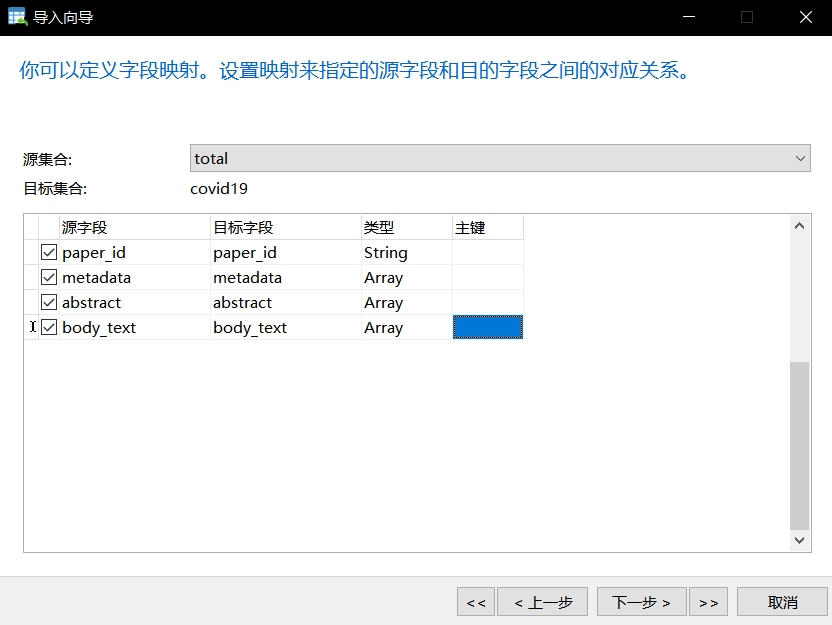 导入向导
你可以定义字段映射。设置映射来指定的源字段和目的字段之间的对应关系。
源集合: total
目标集合: covid19
源字段 目标字段 类型 主键
paper_id paper_id String
metadata metadata Array
abstract abstract Array
body_text body_text Array
<< < 上一步 下一步 > >> 取消